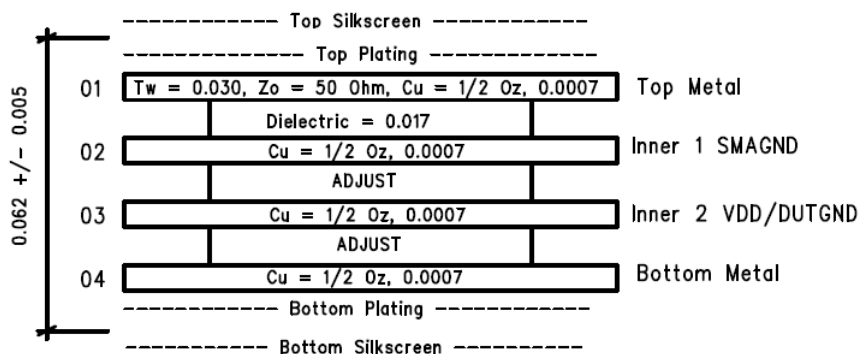 Top Silkscreen
Top Plating
01 Tw = 0.030, Zo = 50 Ohm, Cu = 1/2 Oz, 0.0007 Top Metal
Dielectric = 0.017
02 Cu = 1/2 Oz, 0.0007 Inner 1 SMAGND
ADJUST
03 Cu = 1/2 Oz, 0.0007 Inner 2 VDD/DUTGND
ADJUST
04 Cu = 1/2 Oz, 0.0007 Bottom Metal
Bottom Plating
Bottom Silkscreen
0.062 +/- 0.005